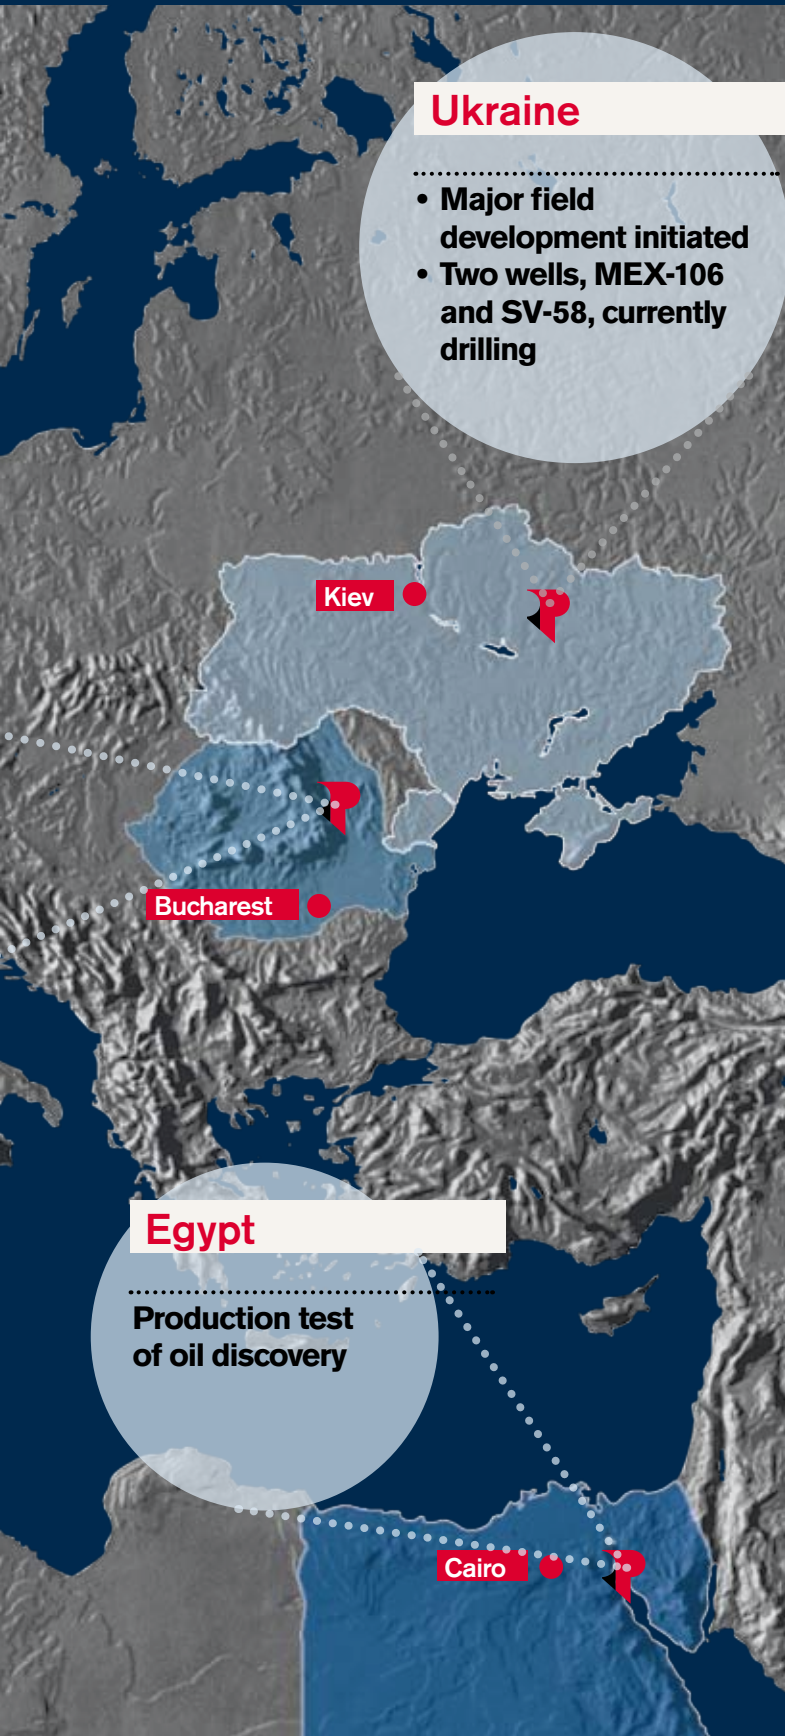 Ukraine
• Major field
development initiated
• Two wells, MEX-106
and SV-58, currently
drilling
Kiev
Bucharest
Egypt
Production test
of oil discovery
Cairo